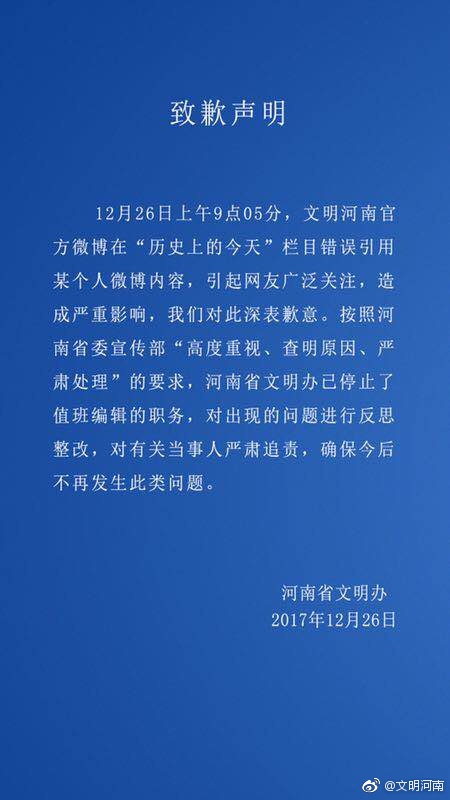 致歉声明
12月26日上午9点05分，文明河南官
方微博在“历史上的今天”栏目错误引用
某个人微博内容，引起网友广泛关注，造
成严重影响，我们对此深表歉意。按照河
南省委宣传部“高度重视、查明原因、严
肃处理”的要求，河南省文明办已停止了
值班编辑的职务，对出现的问题进行反思
整改，对有关当事人严肃追责，确保今后
不再发生此类问题。
河南省文明办
2017年12月26日
@文明河南